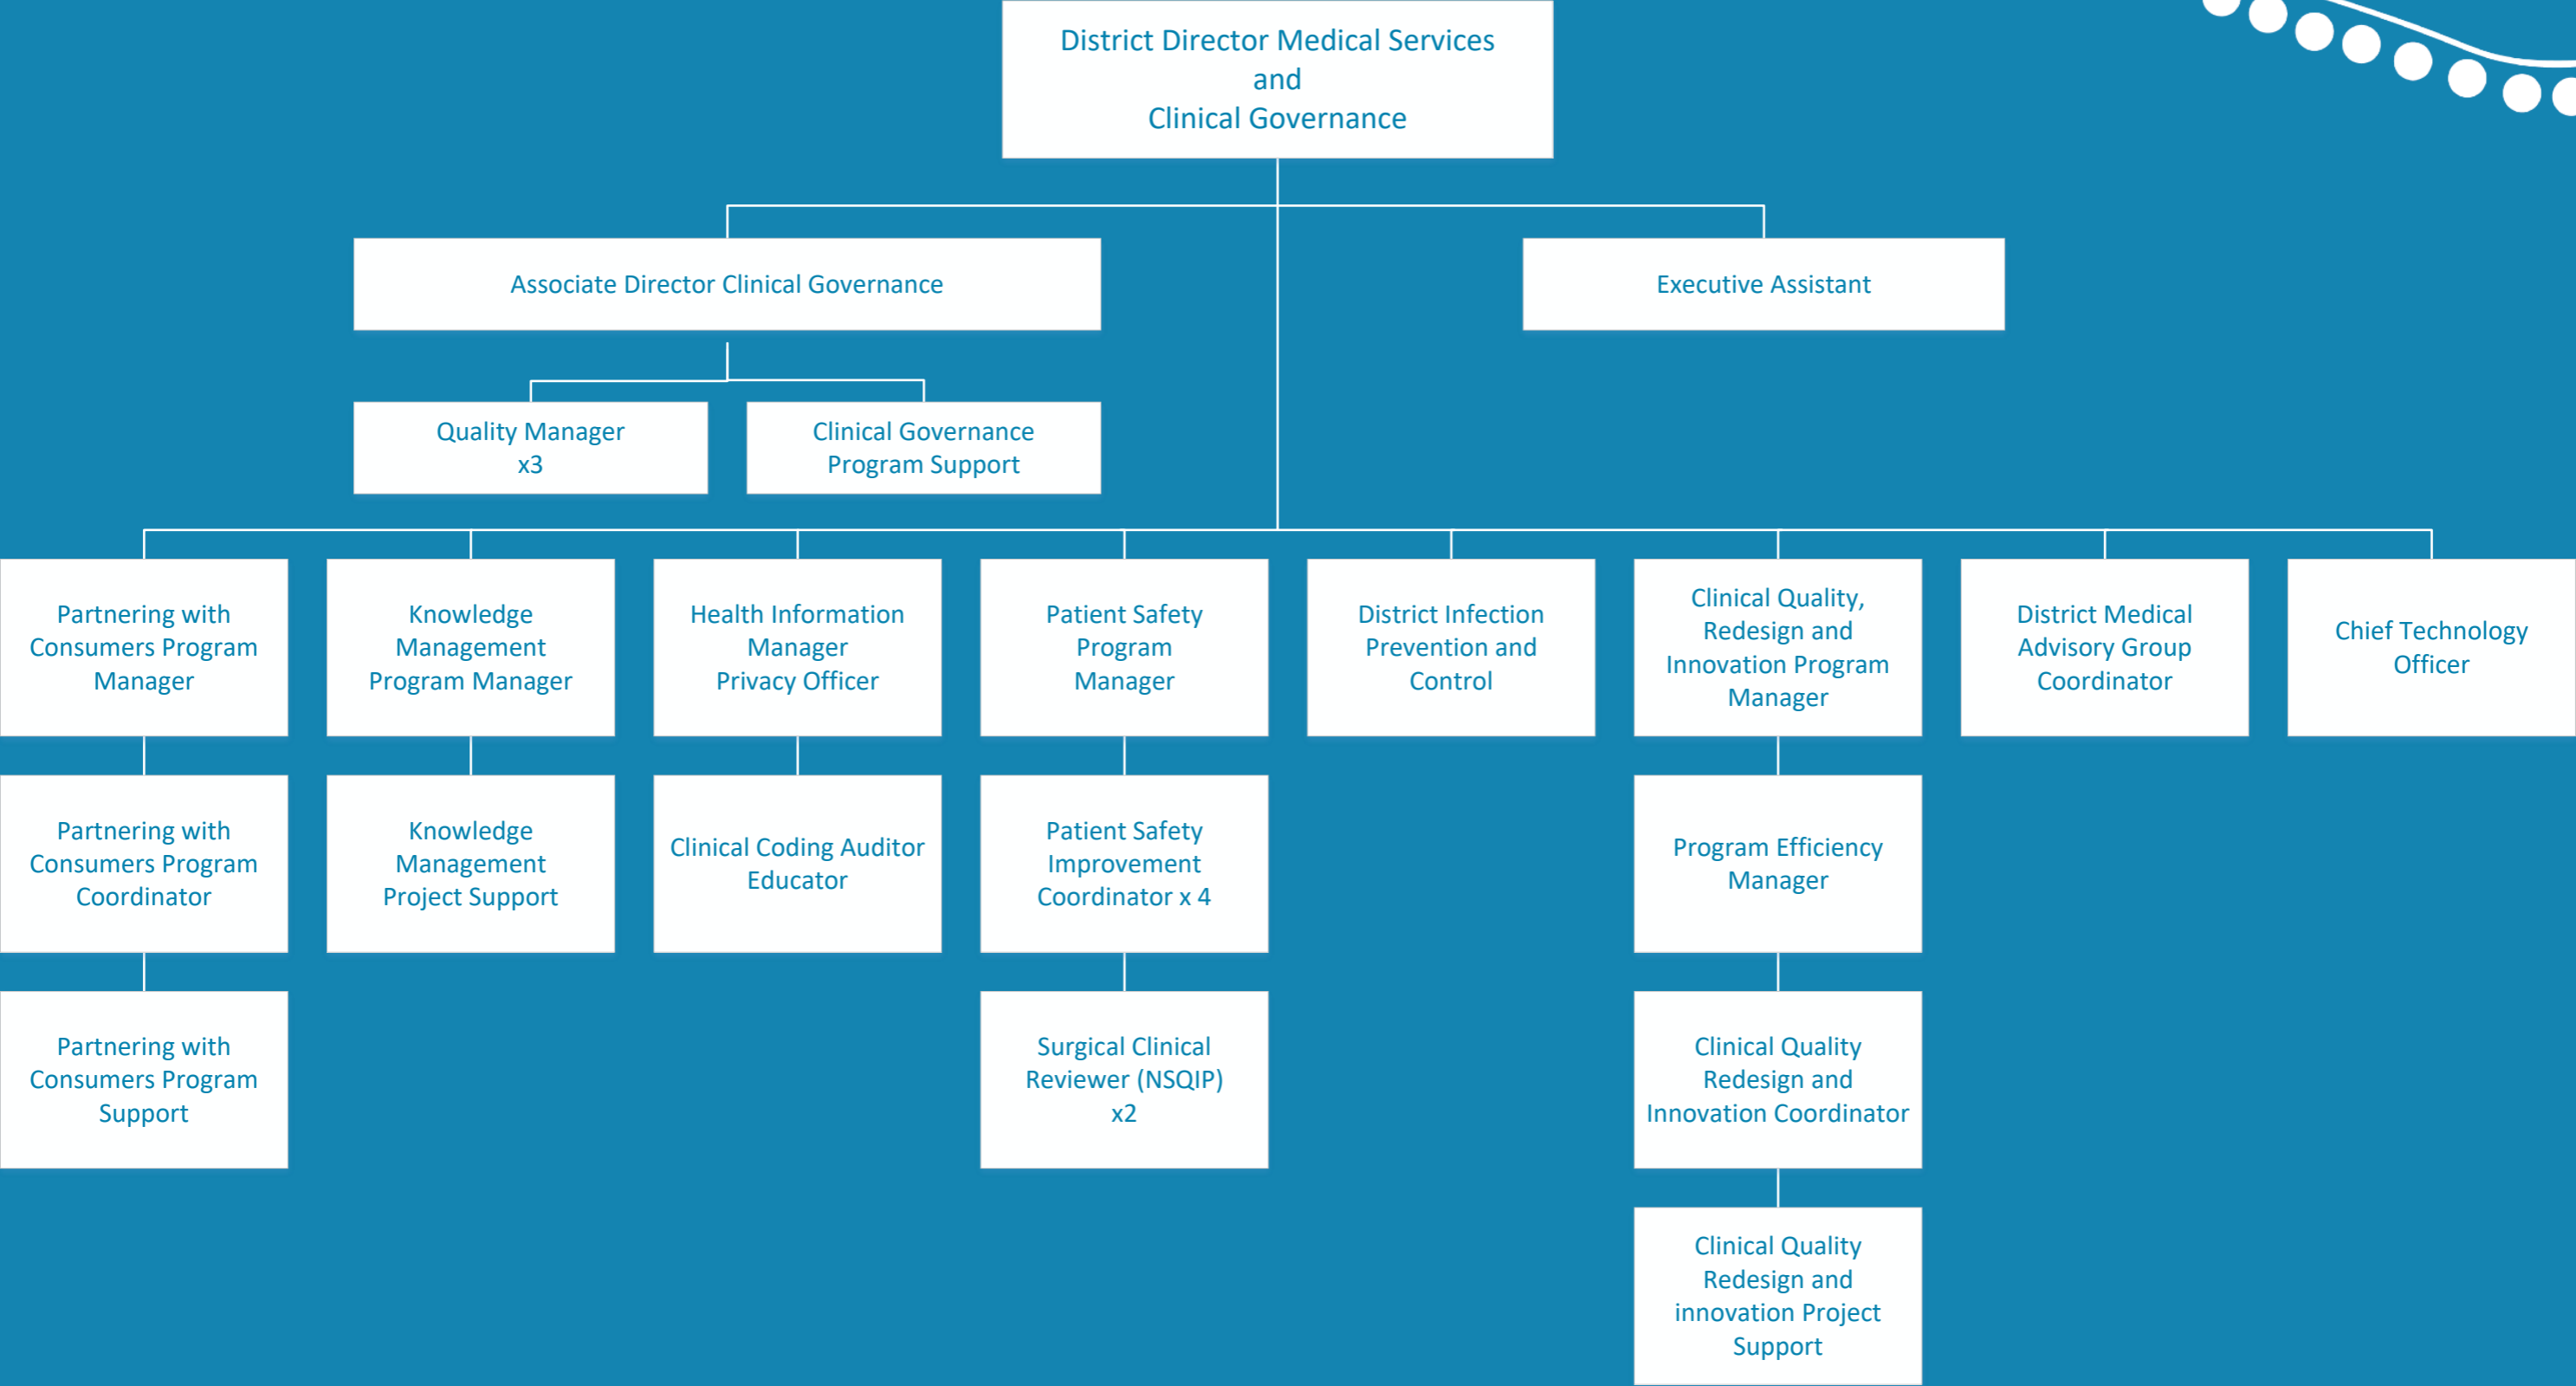 District Director Medical Services
and
Clinical Governance
Associate Director Clinical Governance
Executive Assistant
Quality Manager
x3
Clinical Governance
Program Support
Partnering with
Consumers Program
Manager
Knowledge
Management
Program Manager
Health Information
Manager
Privacy Officer
Patient Safety
Program
Manager
District Infection
Prevention and
Control
Clinical Quality,
Redesign and
Innovation Program
Manager
District Medical
Advisory Group
Coordinator
Chief Technology
Officer
Partnering with
Consumers Program
Coordinator
Knowledge
Management
Project Support
Clinical Coding Auditor
Educator
Patient Safety
Improvement
Coordinator x 4
Program Efficiency
Manager
Partnering with
Consumers Program
Support
Surgical Clinical
Reviewer (NSQIP)
x2
Clinical Quality
Redesign and
Innovation Coordinator
Clinical Quality
Redesign and
innovation Project
Support